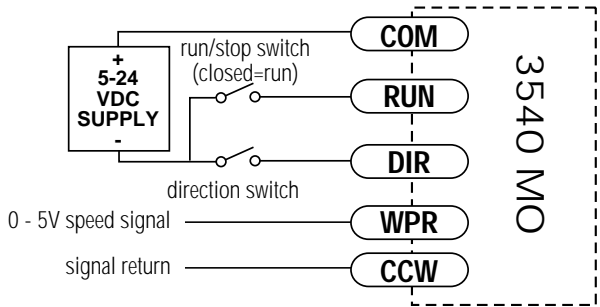 COM
run/stop switch
(closed=run)
+
5-24
VDC
SUPPLY
-
RUN
DIR
direction switch
0 - 5V speed signal
WPR
signal return
CCW
3540 MO